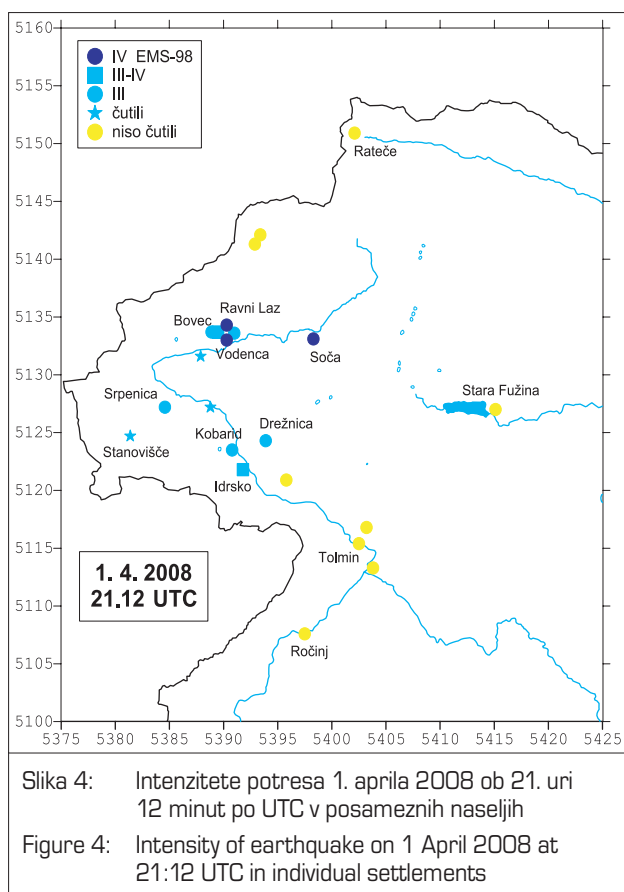 5160
5155
5150
5145
5140
5135
5130
5125
5120
5115
5110
5105
5100
IV EMS-98
III-IV
III
čutili
niso čutili
Rateče
Ravni Laz
Bovec
Vodenca
Soča
Srpenica
Stara Fužina
Drežnica
Kobarid
Stanovišče
Idrsko
Tolmin
1. 4. 2008
21.12 UTC
Ročinj
5375 5385 5390 5395 5400 5405 5410 5415 5420 5425
Slika 4: Intenzitete potresa 1. aprila 2008 ob 21. uri
12 minut po UTC v posameznih naseljih
Figure 4: Intensity of earthquake on 1 April 2008 at
21:12 UTC in individual settlements